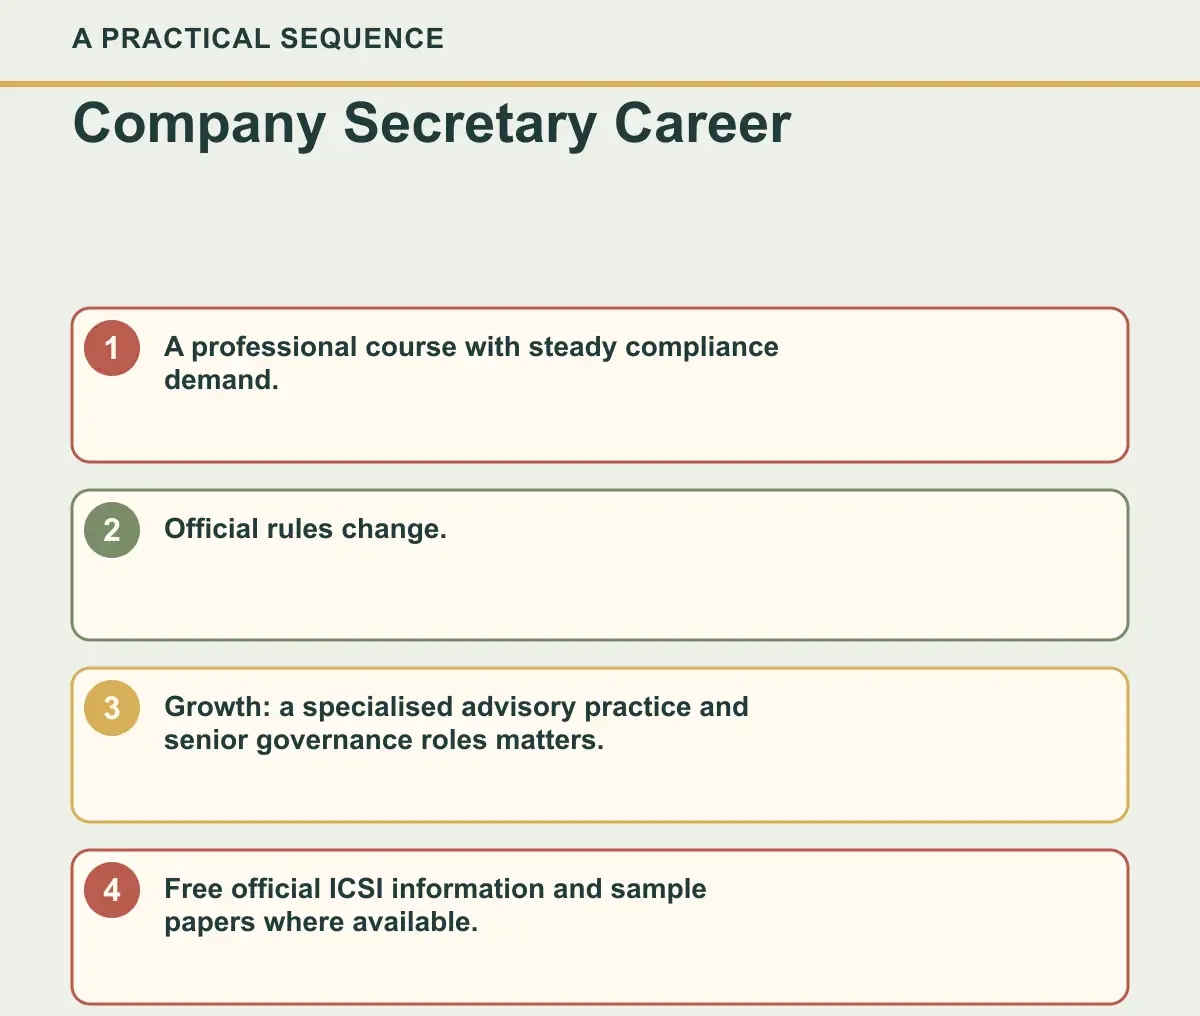 A PRACTICAL SEQUENCE
Company Secretary Career
1
A professional course with steady compliance
demand.
2
Official rules change.
3
Growth: a specialised advisory practice and
senior governance roles matters.
4
Free official ICSI information and sample
papers where available.